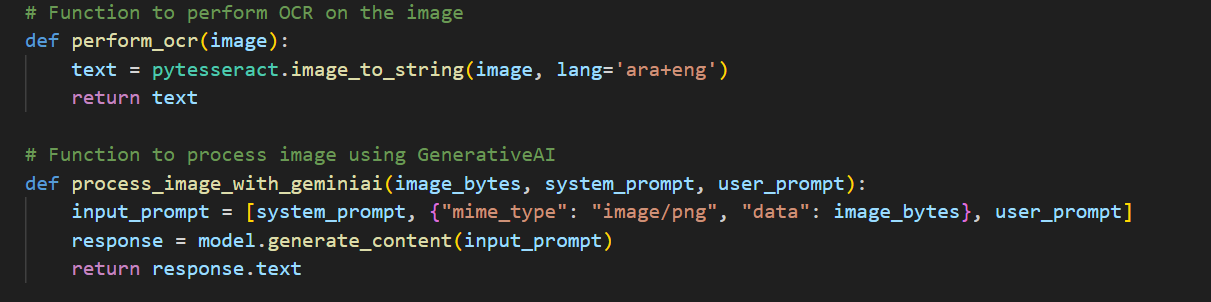 # Function to perform OCR on the image
def perform_ocr(image):
    text = pytesseract.image_to_string(image, lang='ara+eng')
    return text

# Function to process image using GenerativeAI
def process_image_with_geminiai(image_bytes, system_prompt, user_prompt):
    input_prompt = [system_prompt, {"mime_type": "image/png", "data": image_bytes}, user_prompt]
    response = model.generate_content(input_prompt)
    return response.text